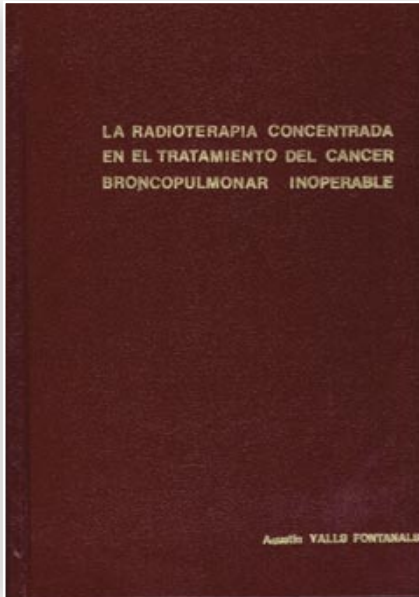 LA RADIOTERAPIA CONCENTRADA
EN EL TRATAMIENTO DEL CANCER
BRONCOPULMONAR INOPERABLE
Agustin VALLS FONTANALS